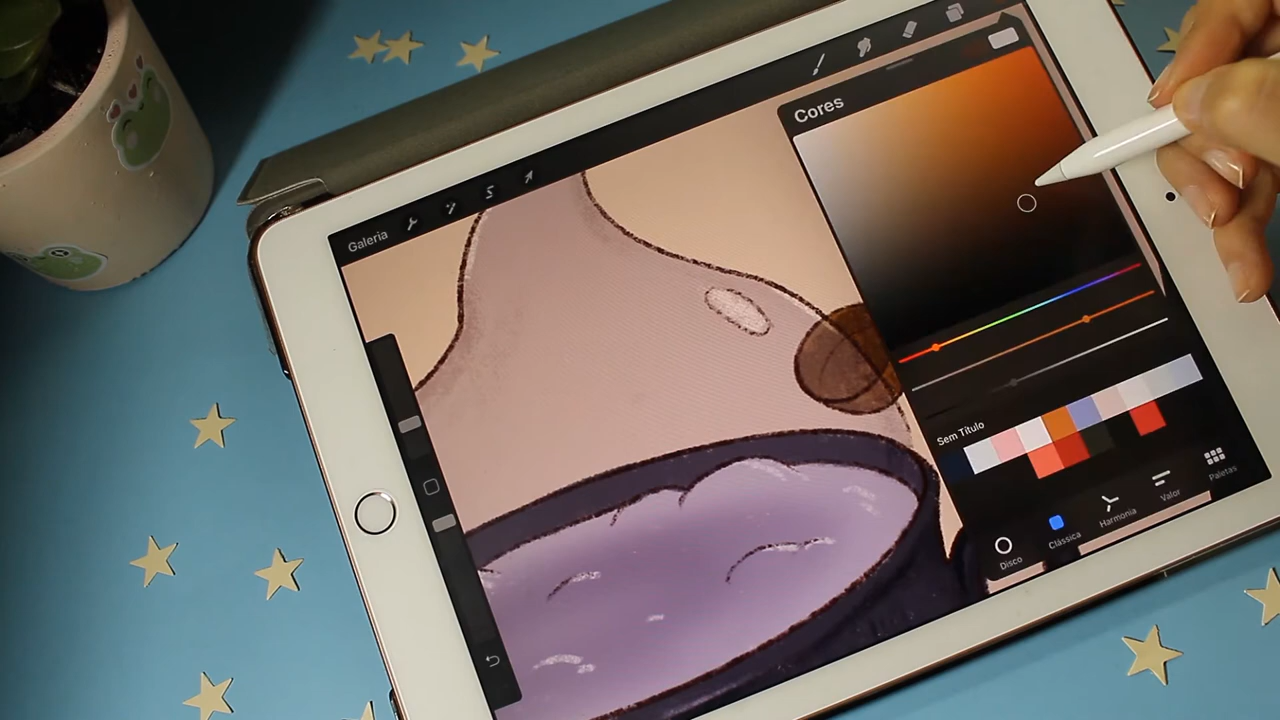 Galeria
Cores
Sem Título
Disco
Clássica
Harmonia
Valor
Paletas